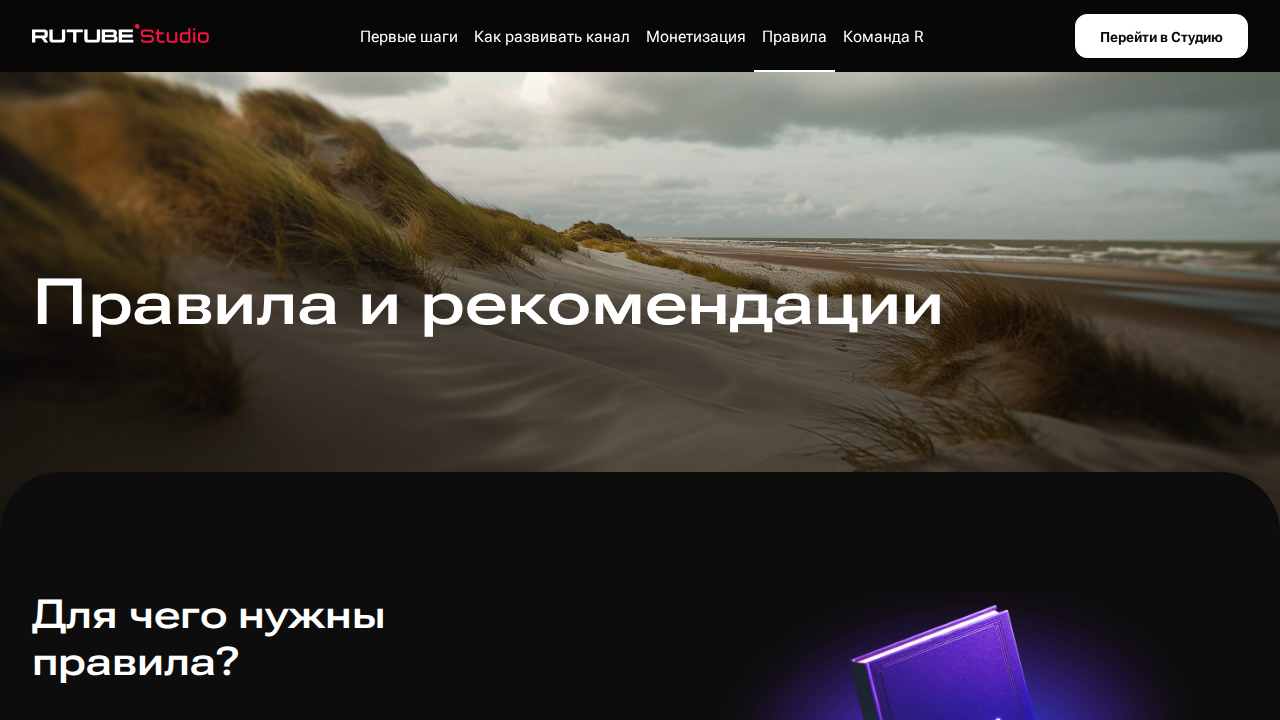 RUTUBE Studio
Первые шаги
Как развивать канал
Монетизация
Правила
Команда R
Перейти в Студию
Правила и рекомендации
Для чего нужны
правила?